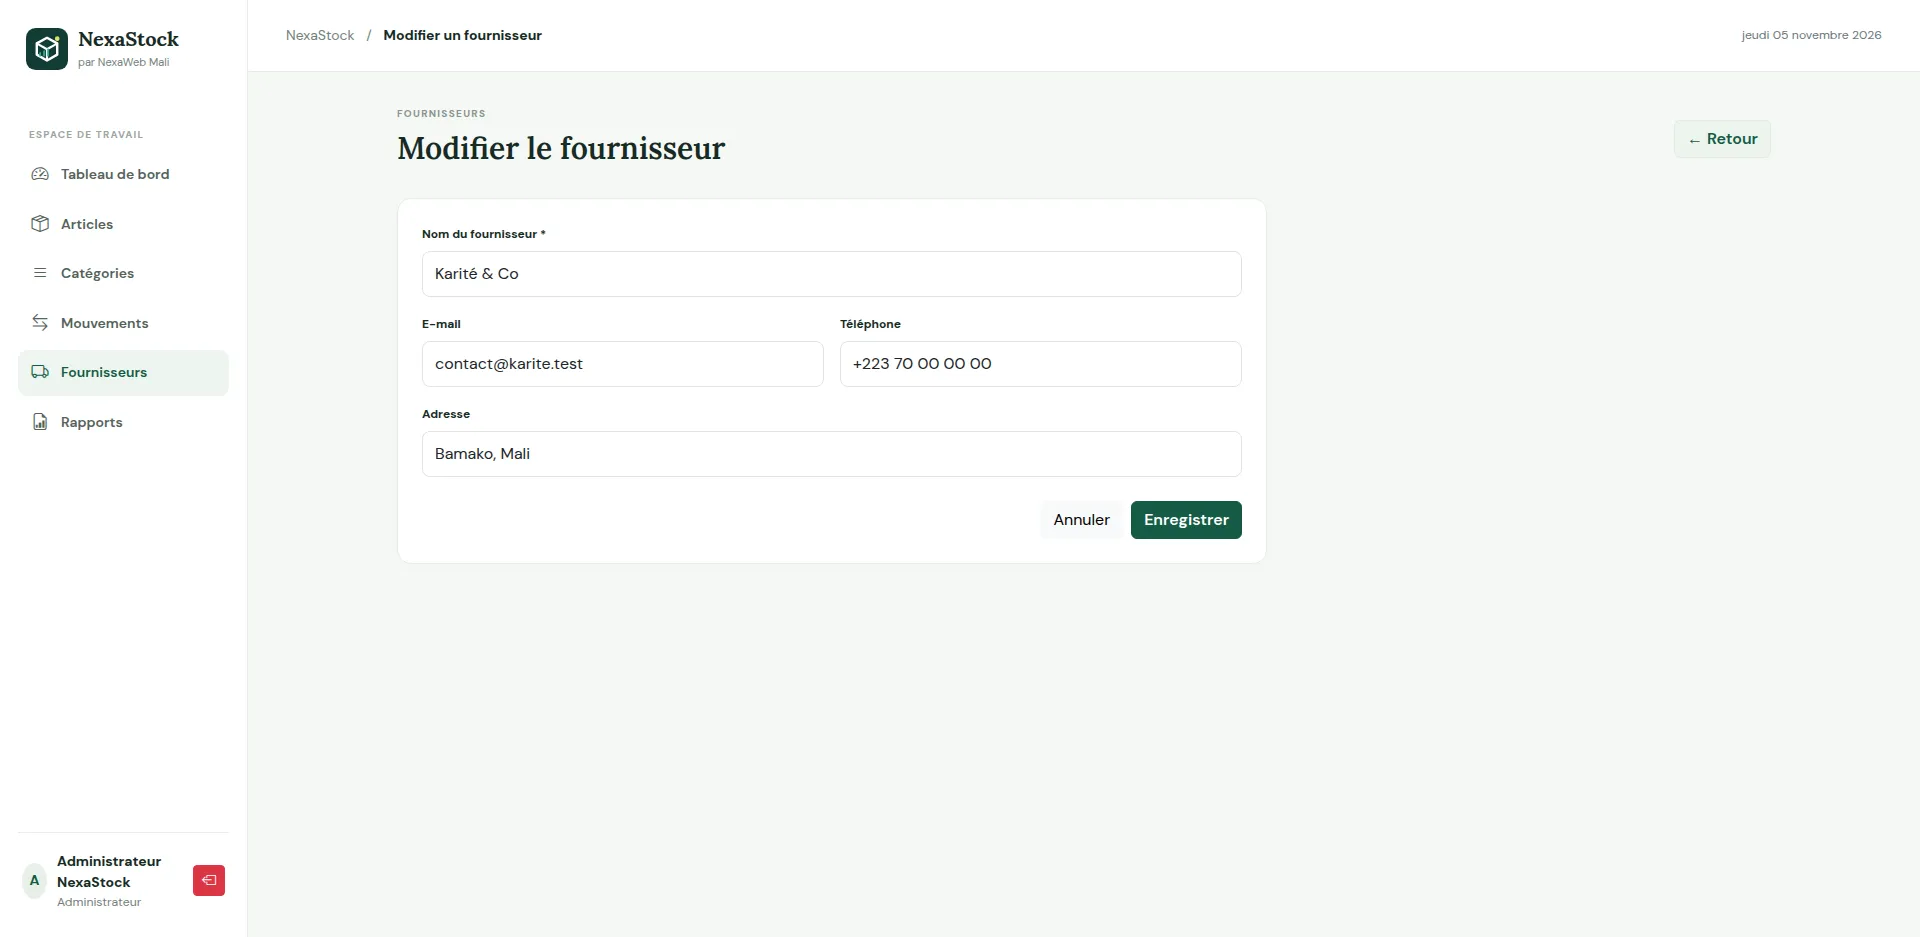 NexaStock
par NexaWeb Mali
ESPACE DE TRAVAIL
Tableau de bord
Articles
Catégories
Mouvements
Fournisseurs
Rapports
A
Administrateur
NexaStock
Administrateur
NexaStock / Modifier un fournisseur
jeudi 05 novembre 2026
FOURNISSEURS
Modifier le fournisseur
← Retour
Nom du fournisseur *
Karité & Co
E-mail
Téléphone
contact@karite.test
+223 70 00 00 00
Adresse
Bamako, Mali
Annuler
Enregistrer